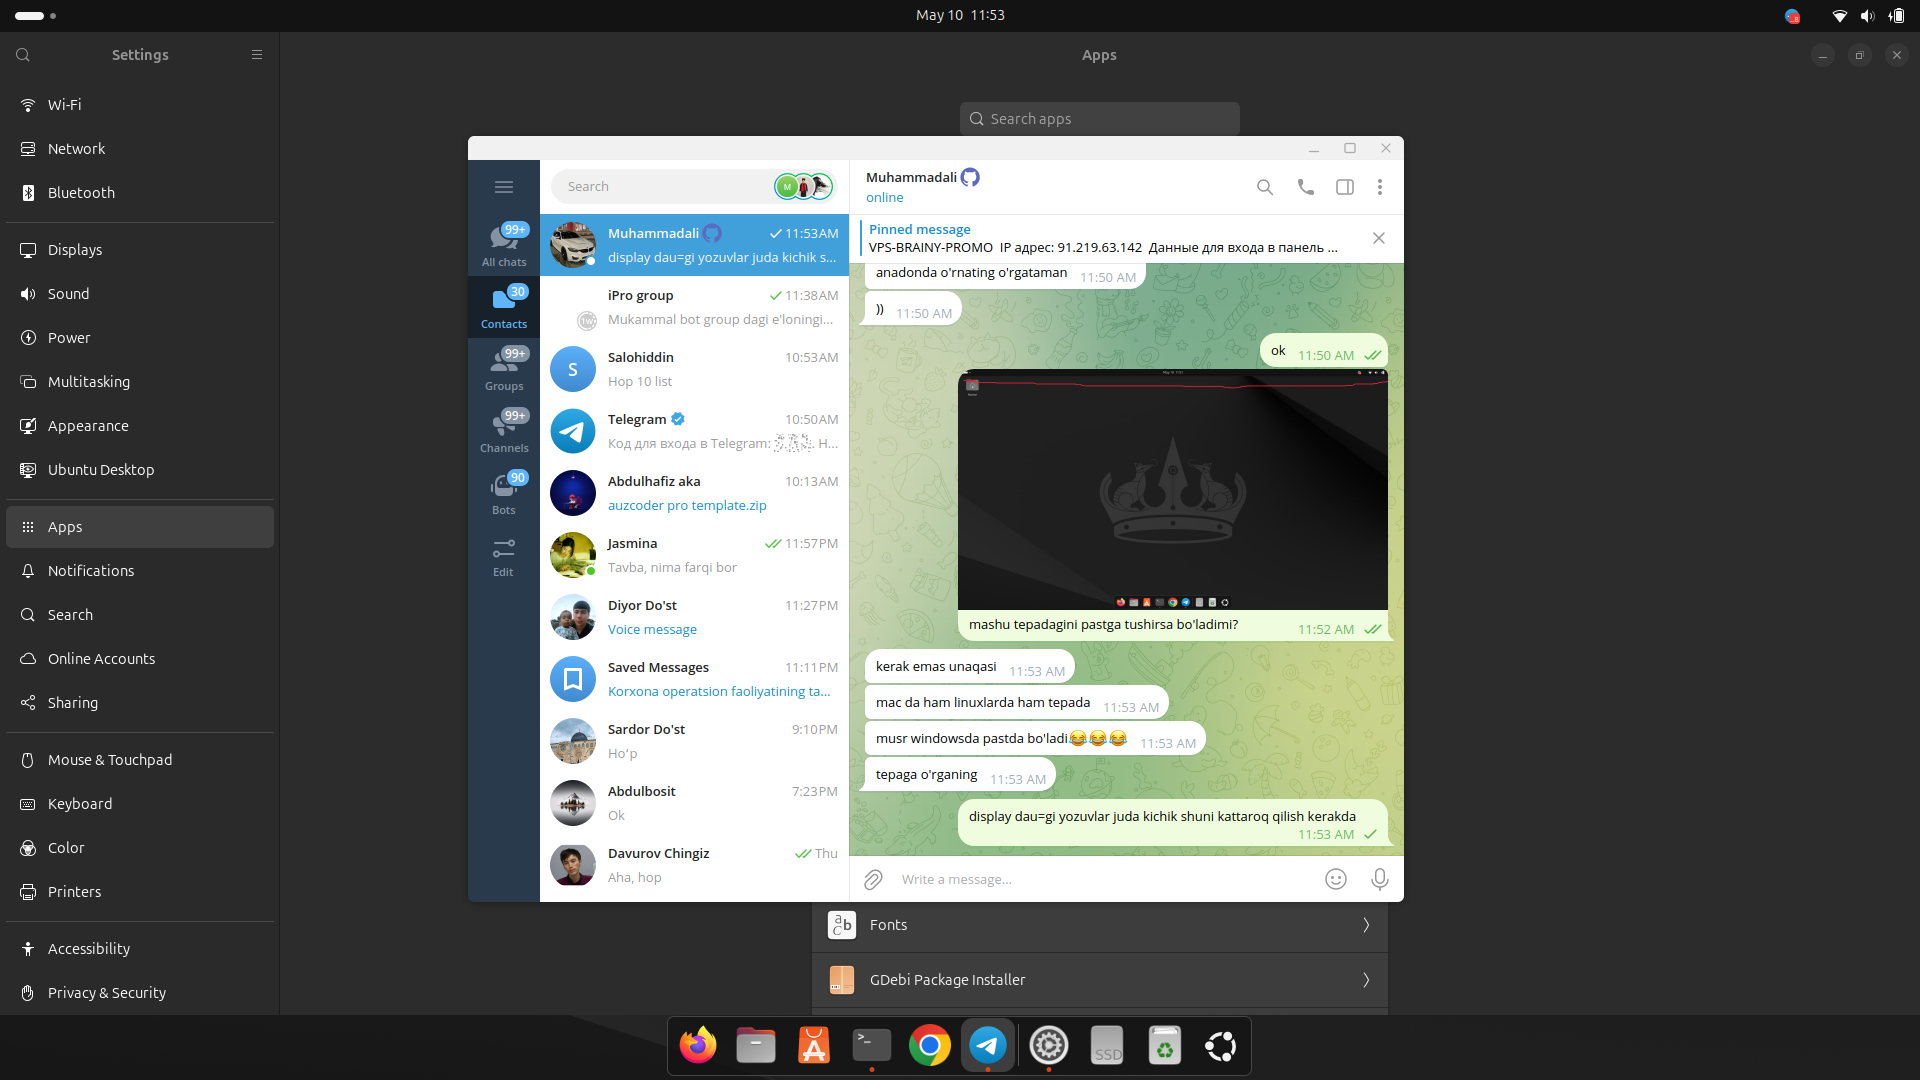 May 10 11:53
8
Settings
Apps
Wi-Fi
Network
Bluetooth
Displays
Sound
Power
Multitasking
Appearance
Ubuntu Desktop
Apps
Notifications
Search
Online Accounts
Sharing
Mouse & Touchpad
Keyboard
Color
Printers
Accessibility
Privacy & Security
Search apps
99+
All chats
30
Contacts
99+
Groups
99+
Channels
90
Bots
Edit
Search
M
Muhammadali
11:53AM
display dau=gi yozuvlar juda kichik s...
iPro group
11:38AM
Mukammal bot group dagi e'loningi...
S
Salohiddin
10:53AM
Hop 10 list
Telegram
10:50AM
Код для входа в Telegram: . Н...
Abdulhafiz aka
10:13AM
auzcoder pro template.zip
Jasmina
11:57PM
Tavba, nima farqi bor
Diyor Do'st
11:27PM
Voice message
Saved Messages
11:11PM
Korxona operatsion faoliyatining ta...
Sardor Do'st
9:10PM
Ho'p
Abdulbosit
7:23PM
Ok
Davurov Chingiz
Thu
Aha, hop
Muhammadali
online
Pinned message
VPS-BRAINY-PROMO IP адрес: 91.219.63.142 Данные для входа в панель ...
anadonda o'rnating o'rgataman 11:50 AM
)) 11:50 AM
ok 11:50 AM
mashu tepadagini pastga tushirsa bo'ladimi? 11:52 AM
kerak emas unaqasi 11:53 AM
mac da ham linuxlarda ham tepada 11:53 AM
musr windowsda pastda bo'ladi😂😂😂 11:53 AM
tepaga o'rganing 11:53 AM
display dau=gi yozuvlar juda kichik shuni kattaroq qilish kerakda
11:53 AM
Write a message...
Fonts
GDebi Package Installer
SSD